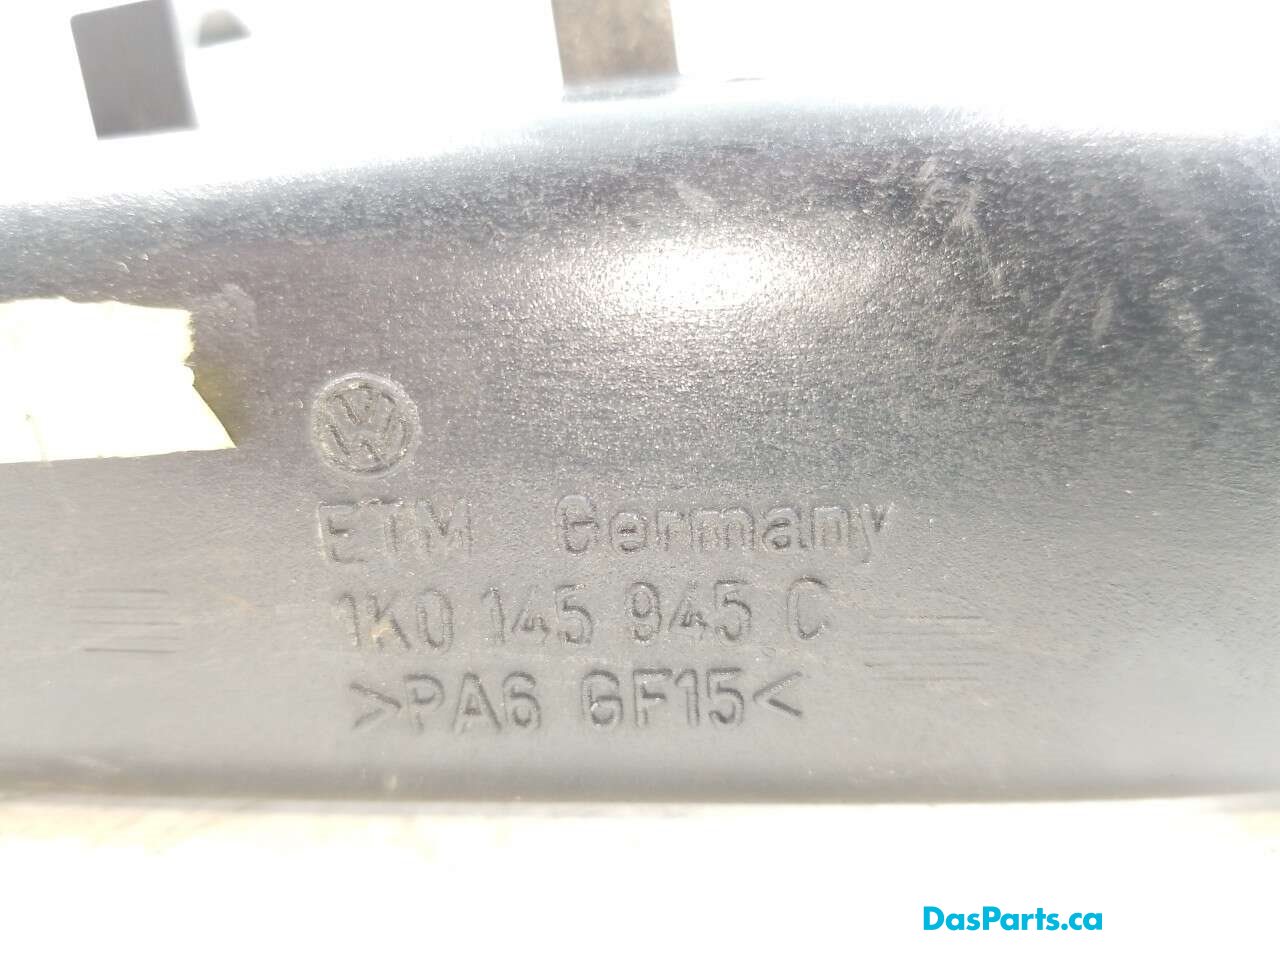 ETM Germany
1K0 145 945 C
>PA6 GF15<
DasParts.ca